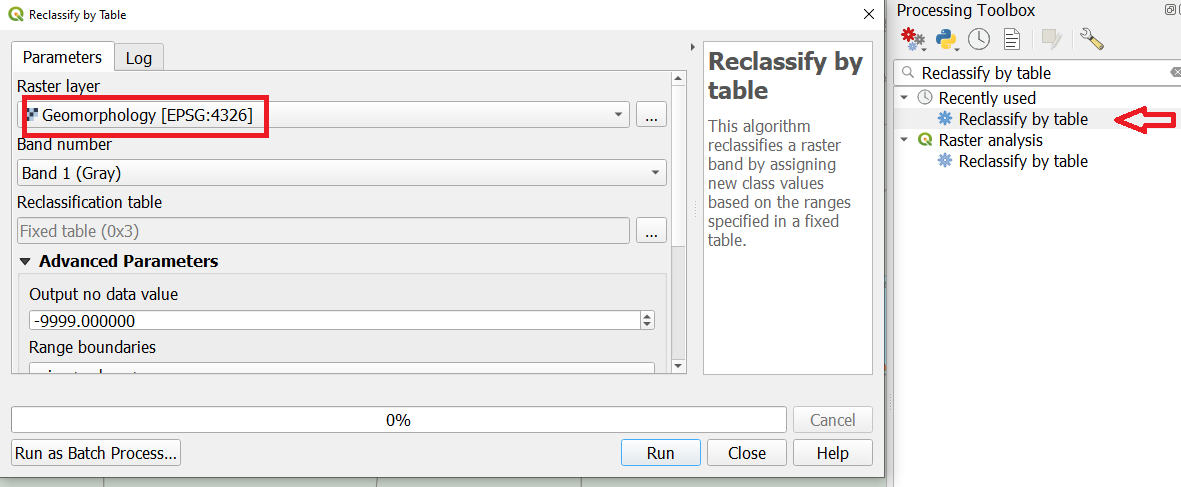 Reclassify by Table
Parameters
Log
Raster layer
Geomorphology [EPSG:4326]
...
Band number
Band 1 (Gray)
Reclassification table
Fixed table (0x3)
...
Advanced Parameters
Output no data value
-9999.000000
Range boundaries
Reclassify by
table
This algorithm
reclassifies a raster
band by assigning
new class values
based on the ranges
specified in a fixed
table.
0%
Cancel
Run as Batch Process...
Run
Close
Help
Processing Toolbox
Reclassify by table
Recently used
Reclassify by table
Raster analysis
Reclassify by table